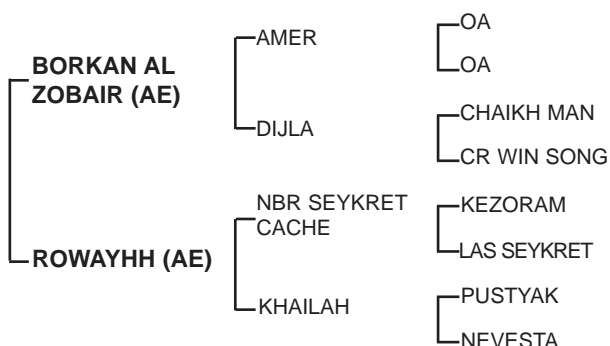 BORKAN AL
ZOBAIR (AE)
AMER
OA
OA
DIJLA
CHAIKH MAN
CR WIN SONG
ROWAYHH (AE)
NBR SEYKRET
CACHE
KEZORAM
LAS SEYKRET
KHAILAH
PUSTYAK
NEVESTA